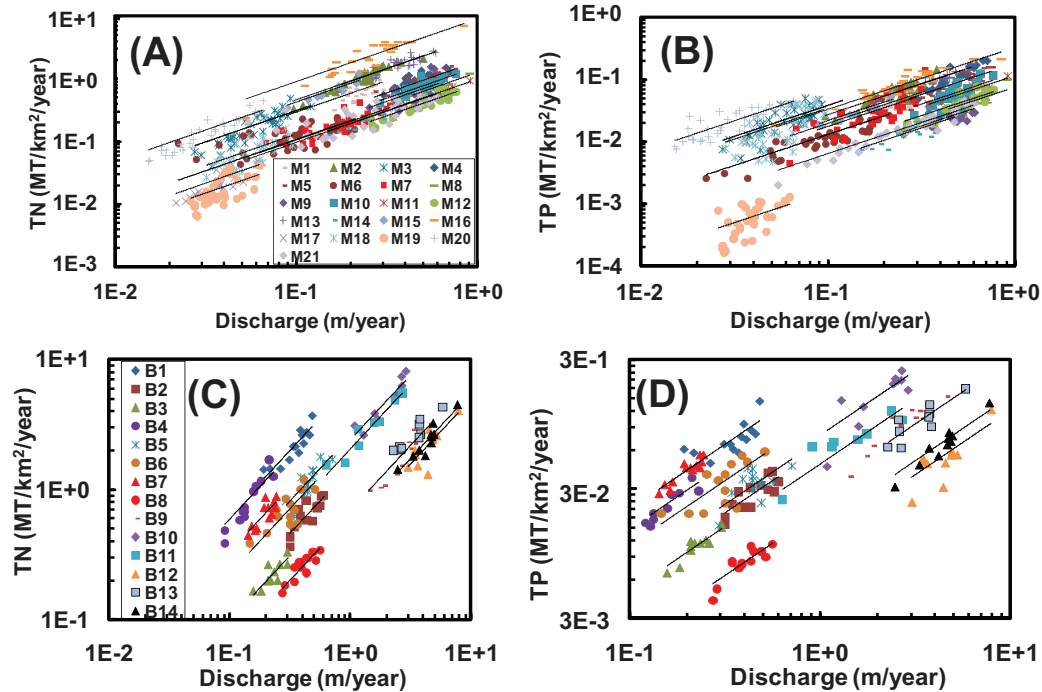 (A)
TN (MT/km²/year)
1E+1
1E+0
1E-1
1E-2
1E-3
1E-2 1E-1 1E+0
Discharge (m/year)
M1 M2 M3 M4
M5 M6 M7 M8
M9 M10 M11 M12
M13 M14 M15 M16
M17 M18 M19 M20
M21
(B)
TP (MT/km²/year)
1E+0
1E-1
1E-2
1E-3
1E-4
1E-2 1E-1 1E+0
Discharge (m/year)
(C)
TN (MT/km²/year)
1E+1
1E+0
1E-1
1E-2 1E-1 1E+0 1E+1
Discharge (m/year)
B1
B2
B3
B4
B5
B6
B7
B8
B9
B10
B11
B12
B13
B14
(D)
TP (MT/km²/year)
3E-1
3E-2
3E-3
1E-1 1E+0 1E+1
Discharge (m/year)